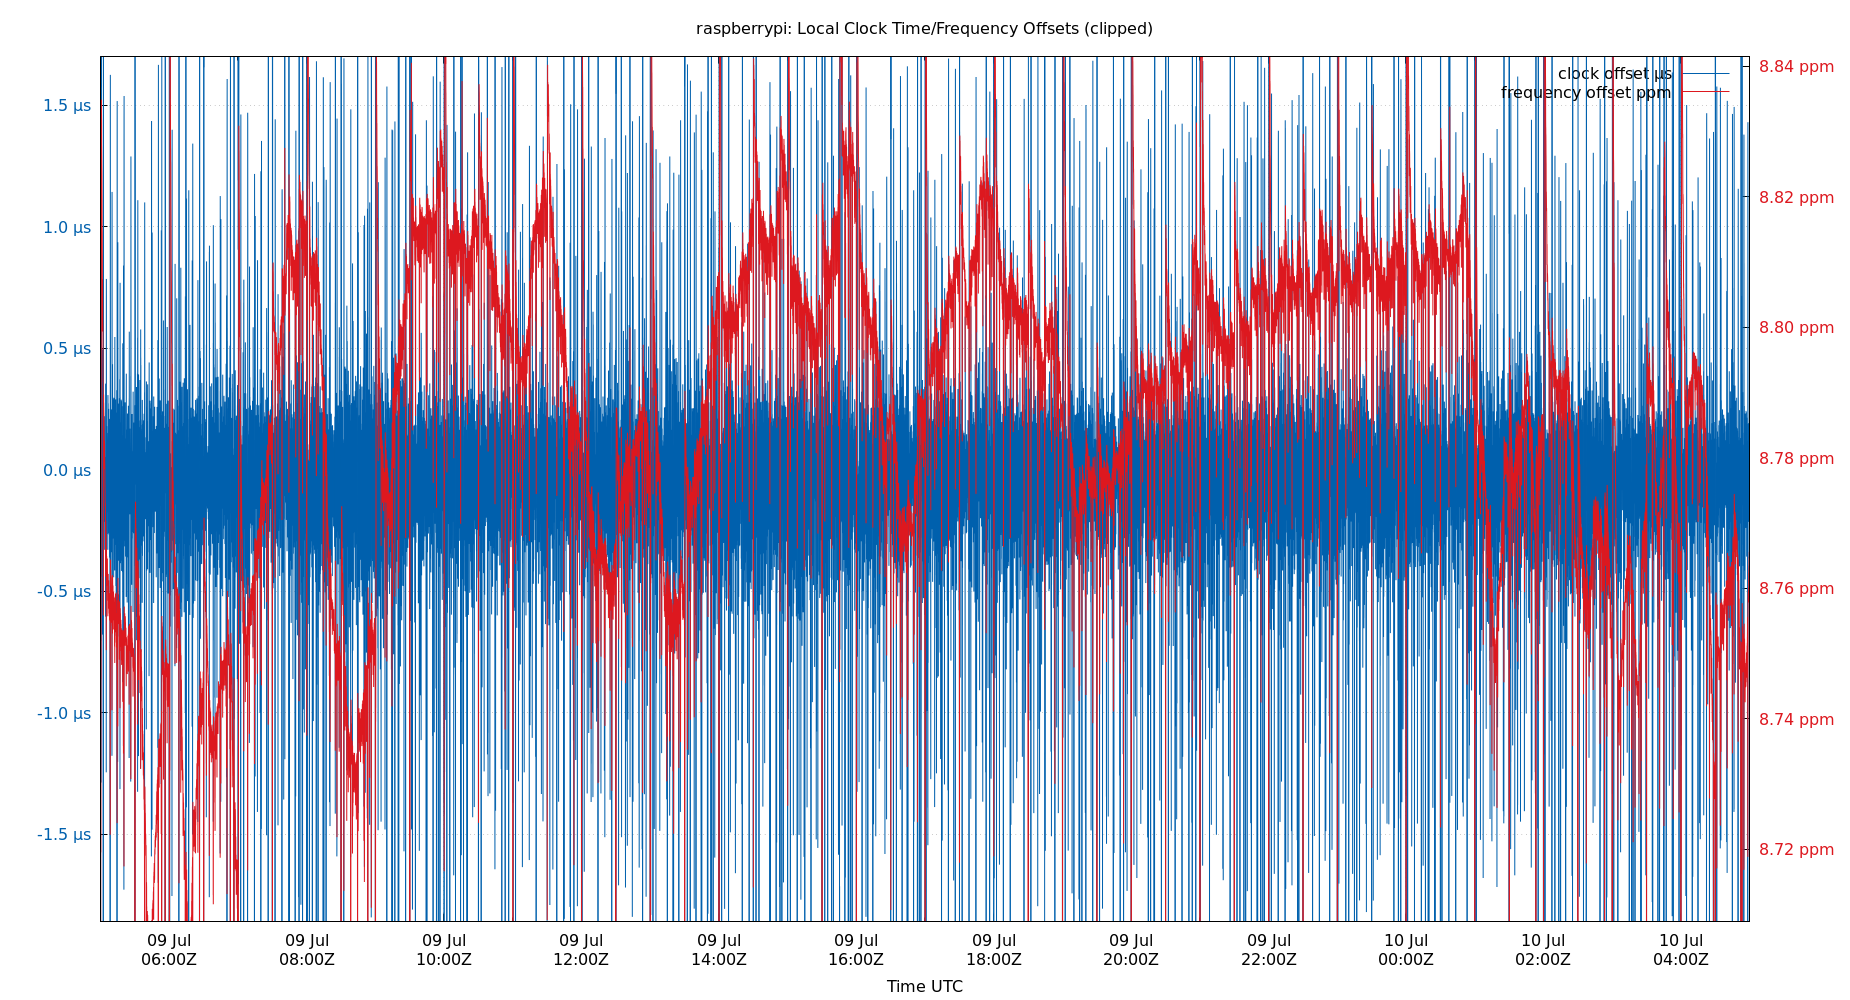 raspberrypi: Local Clock Time/Frequency Offsets (clipped)
clock offset µs
frequency offset ppm
1.5 µs
1.0 µs
0.5 µs
0.0 µs
-0.5 µs
-1.0 µs
-1.5 µs
8.84 ppm
8.82 ppm
8.80 ppm
8.78 ppm
8.76 ppm
8.74 ppm
8.72 ppm
09 Jul 09 Jul 09 Jul 09 Jul 09 Jul 09 Jul 09 Jul 09 Jul 09 Jul 10 Jul 10 Jul 10 Jul
06:00Z 08:00Z 10:00Z 12:00Z 14:00Z 16:00Z 18:00Z 20:00Z 22:00Z 00:00Z 02:00Z 04:00Z
Time UTC